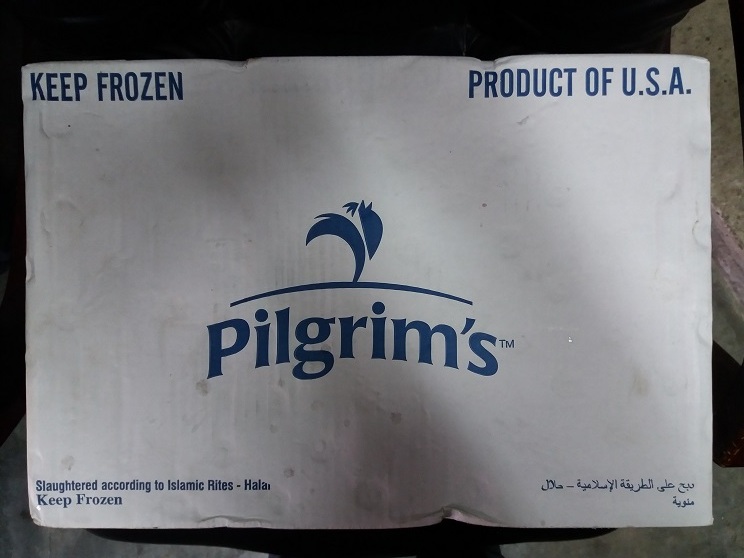 KEEP FROZEN
PRODUCT OF U.S.A.
Pilgrim's™
Slaughtered according to Islamic Rites - Halal
Keep Frozen
ذبح على الطريقة الإسلامية – حلال